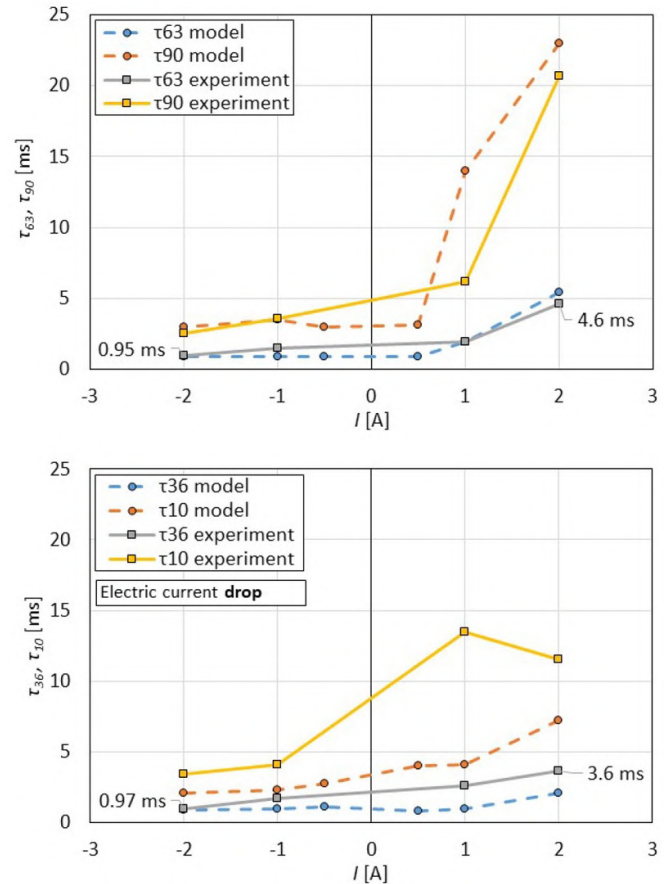 25
20
15
10
5
0
τ63, τ90 [ms]
τ63 model
τ90 model
τ63 experiment
τ90 experiment
0.95 ms
4.6 ms
-3 -2 -1 0 1 2 3
I [A]
25
20
15
10
5
0
τ36, τ10 [ms]
τ36 model
τ10 model
τ36 experiment
τ10 experiment
Electric current drop
0.97 ms
3.6 ms
-3 -2 -1 0 1 2 3
I [A]